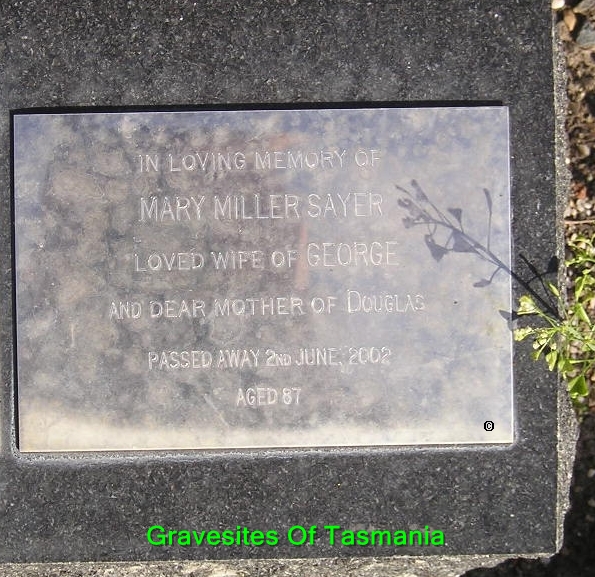 IN LOVING MEMORY OF
MARY MILLER SAYER
LOVED WIFE OF GEORGE
AND DEAR MOTHER OF DOUGLAS
PASSED AWAY 2ND JUNE, 2002
AGED 87
©
Gravesites Of Tasmania